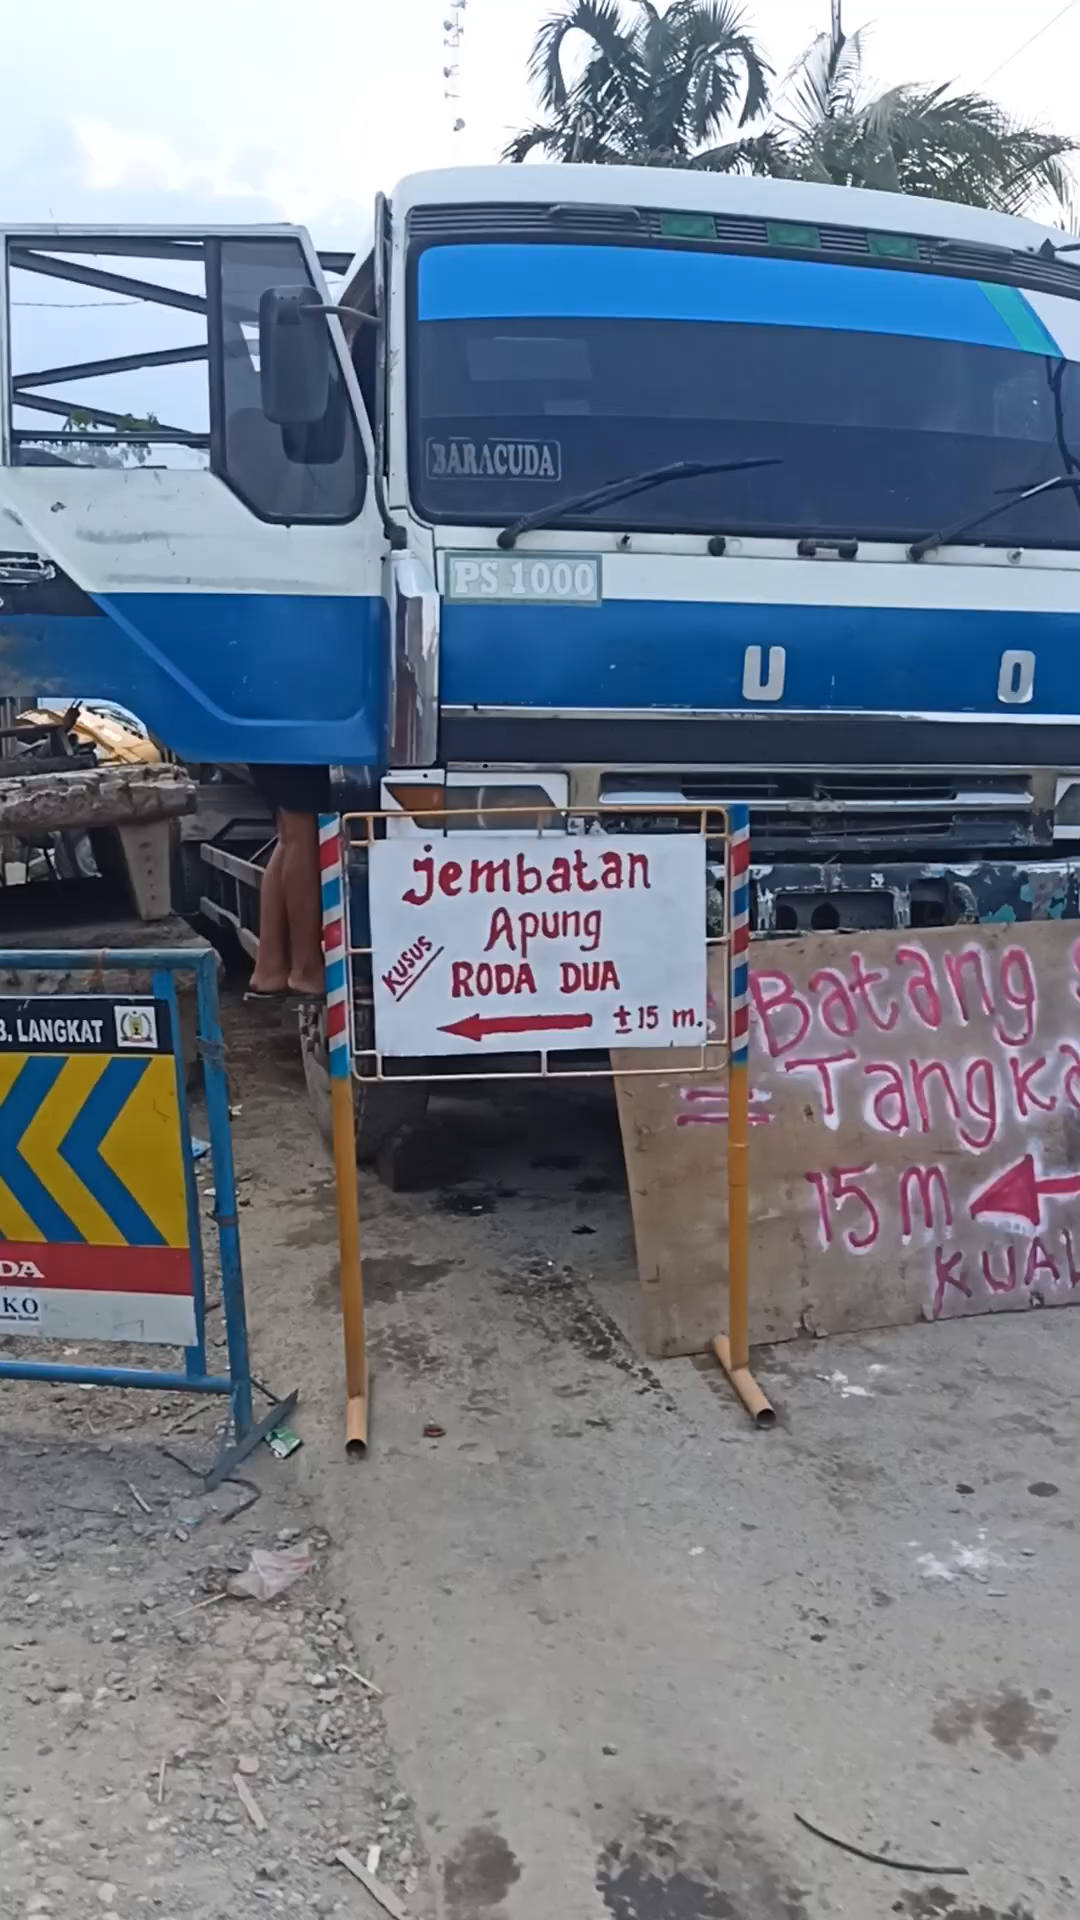 BARACUDA
PS 1000
U O
jembatan
Apung
KUSUS
RODA DUA
± 15 m.
B. LANGKAT
DA
KO
Batang
= Tangka
15 m
KUAL